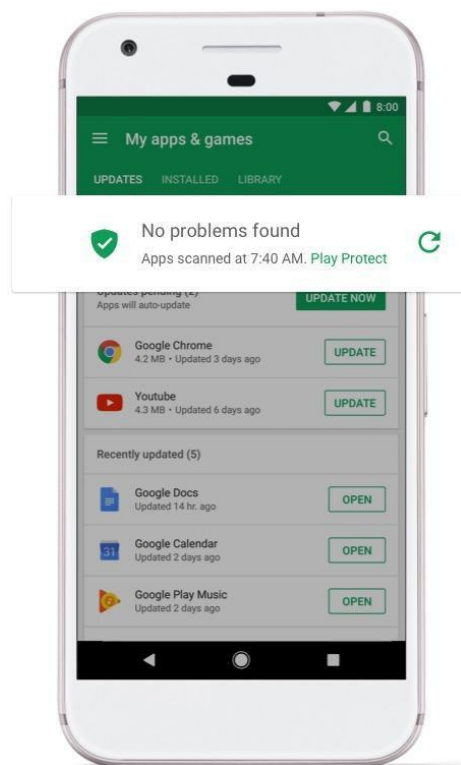 8:00
My apps & games
UPDATES INSTALLED LIBRARY
No problems found
Apps scanned at 7:40 AM. Play Protect
Updates pending (2)
Apps will auto-update
UPDATE NOW
Google Chrome
4.2 MB • Updated 3 days ago
UPDATE
Youtube
4.3 MB • Updated 6 days ago
UPDATE
Recently updated (5)
Google Docs
Updated 14 hr. ago
OPEN
31
Google Calendar
Updated 2 days ago
OPEN
Google Play Music
Updated 2 days ago
OPEN